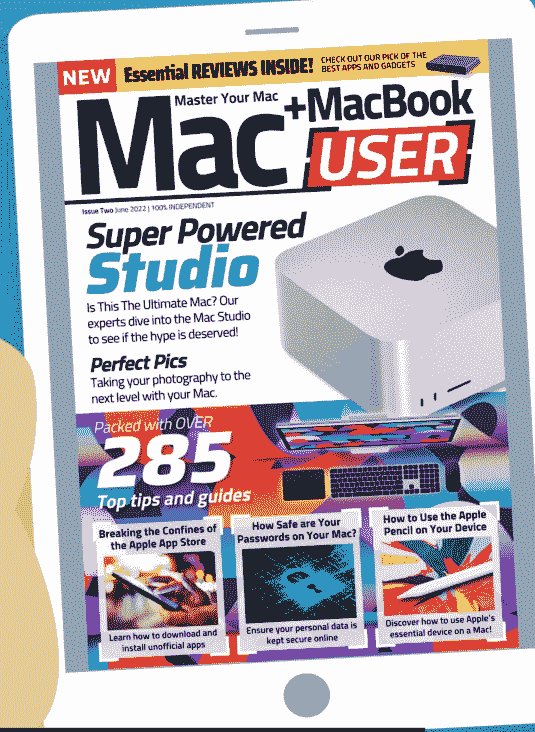 NEW
Essential REVIEWS INSIDE!
CHECK OUT OUR PICK OF THE
BEST APPS AND GADGETS
Master Your Mac
Mac
+MacBook
USER
Issue Two June 2022 | 100% INDEPENDENT
Super Powered
Studio
Is This The Ultimate Mac? Our
experts dive into the Mac Studio
to see if the hype is deserved!
Perfect Pics
Taking your photography to the
next level with your Mac.
Packed with OVER
285
Top tips and guides
Breaking the Confines of
the Apple App Store
Learn how to download and
install unofficial apps
How Safe are Your
Passwords on Your Mac?
Ensure your personal data is
kept secure online
How to Use the Apple
Pencil on Your Device
Discover how to use Apple's
essential device on a Mac!